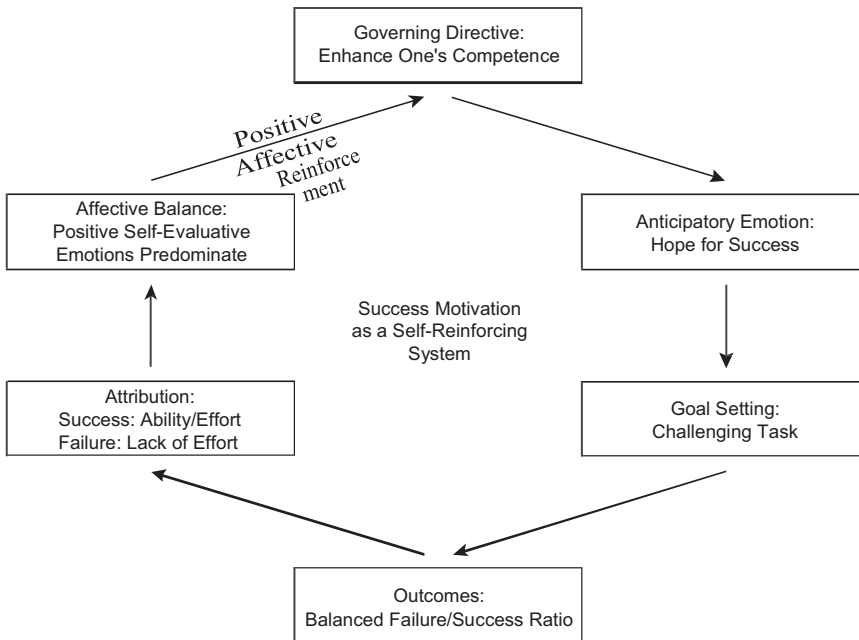 Governing Directive:
Enhance One's Competence
Positive
Affective
Reinforce
ment
Affective Balance:
Positive Self-Evaluative
Emotions Predominate
Anticipatory Emotion:
Hope for Success
Success Motivation
as a Self-Reinforcing
System
Attribution:
Success: Ability/Effort
Failure: Lack of Effort
Goal Setting:
Challenging Task
Outcomes:
Balanced Failure/Success Ratio